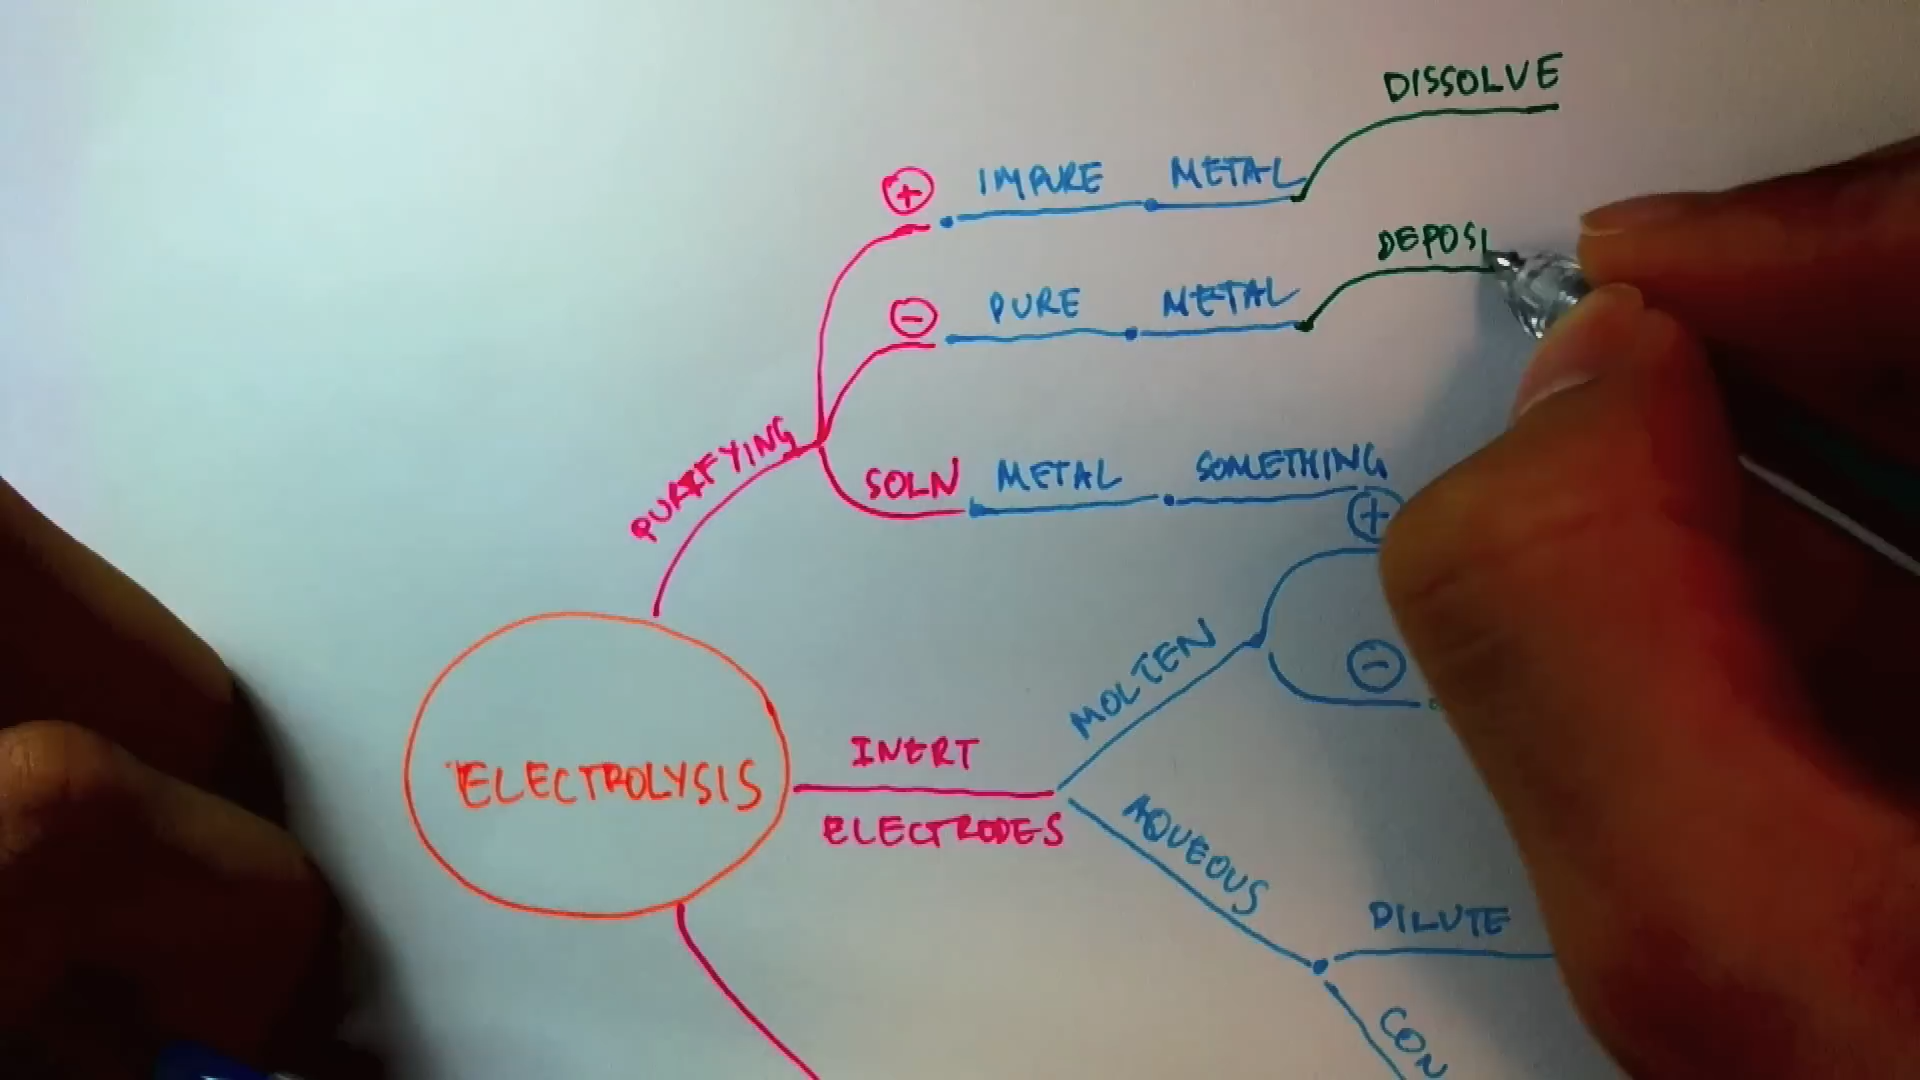 DISSOLVE
+ IMPURE METAL
DEPOSI
- PURE METAL
PURIFYING
SOLN METAL SOMETHING
+
MOLTEN
-
INERT
ELECTRODES
ELECTROLYSIS
AQUEOUS
DILUTE
CON